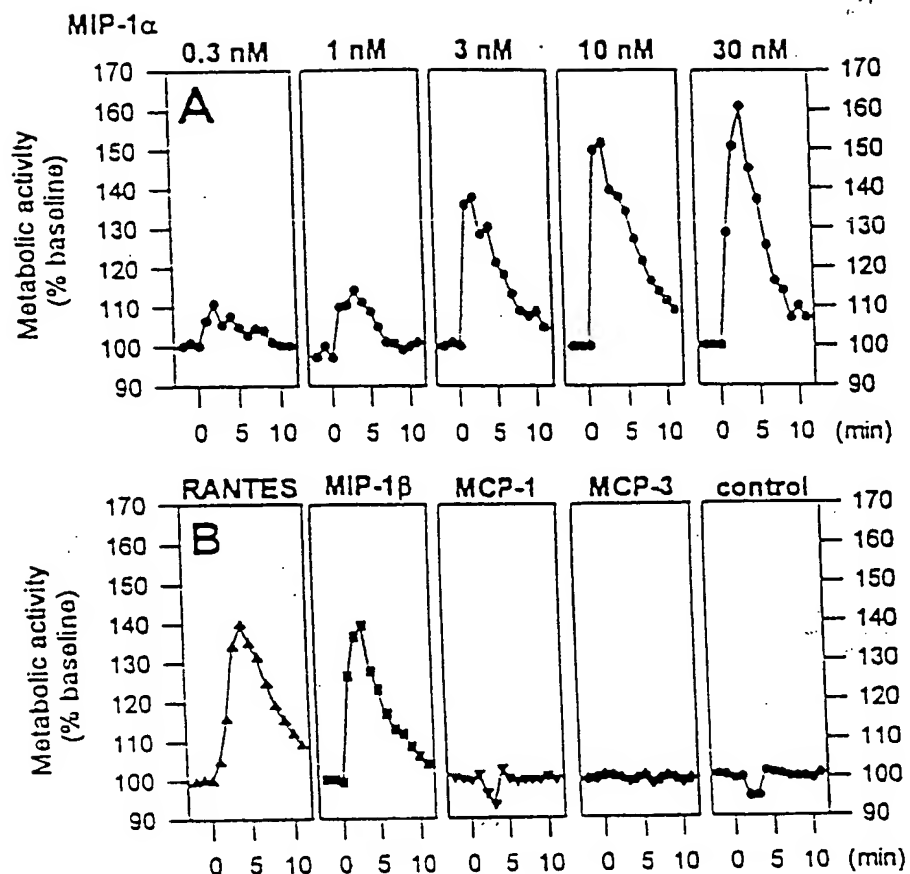 MIP-1α
0.3 nM 1 nM 3 nM 10 nM 30 nM
A
Metabolic activity
(% basoline)
170 170
160 160
150 150
140 140
130 130
120 120
110 110
100 100
90 90
0 5 10 0 5 10 0 5 10 0 5 10 0 5 10 (min)
RANTES MIP-1β MCP-1 MCP-3 control
B
Metabolic activity
(% basoline)
170 170
160 160
150 150
140 140
130 130
120 120
110 110
100 100
90 90
0 5 10 0 5 10 0 5 10 0 5 10 0 5 10 (min)